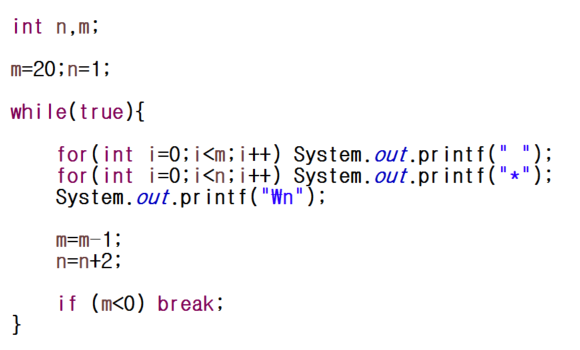 int n,m;
m=20;n=1;
while(true){
for(int i=0;i<m;i++) System.out.printf(" ");
for(int i=0;i<n;i++) System.out.printf("*");
System.out.printf("₩n");
m=m-1;
n=n+2;
if (m<0) break;
}